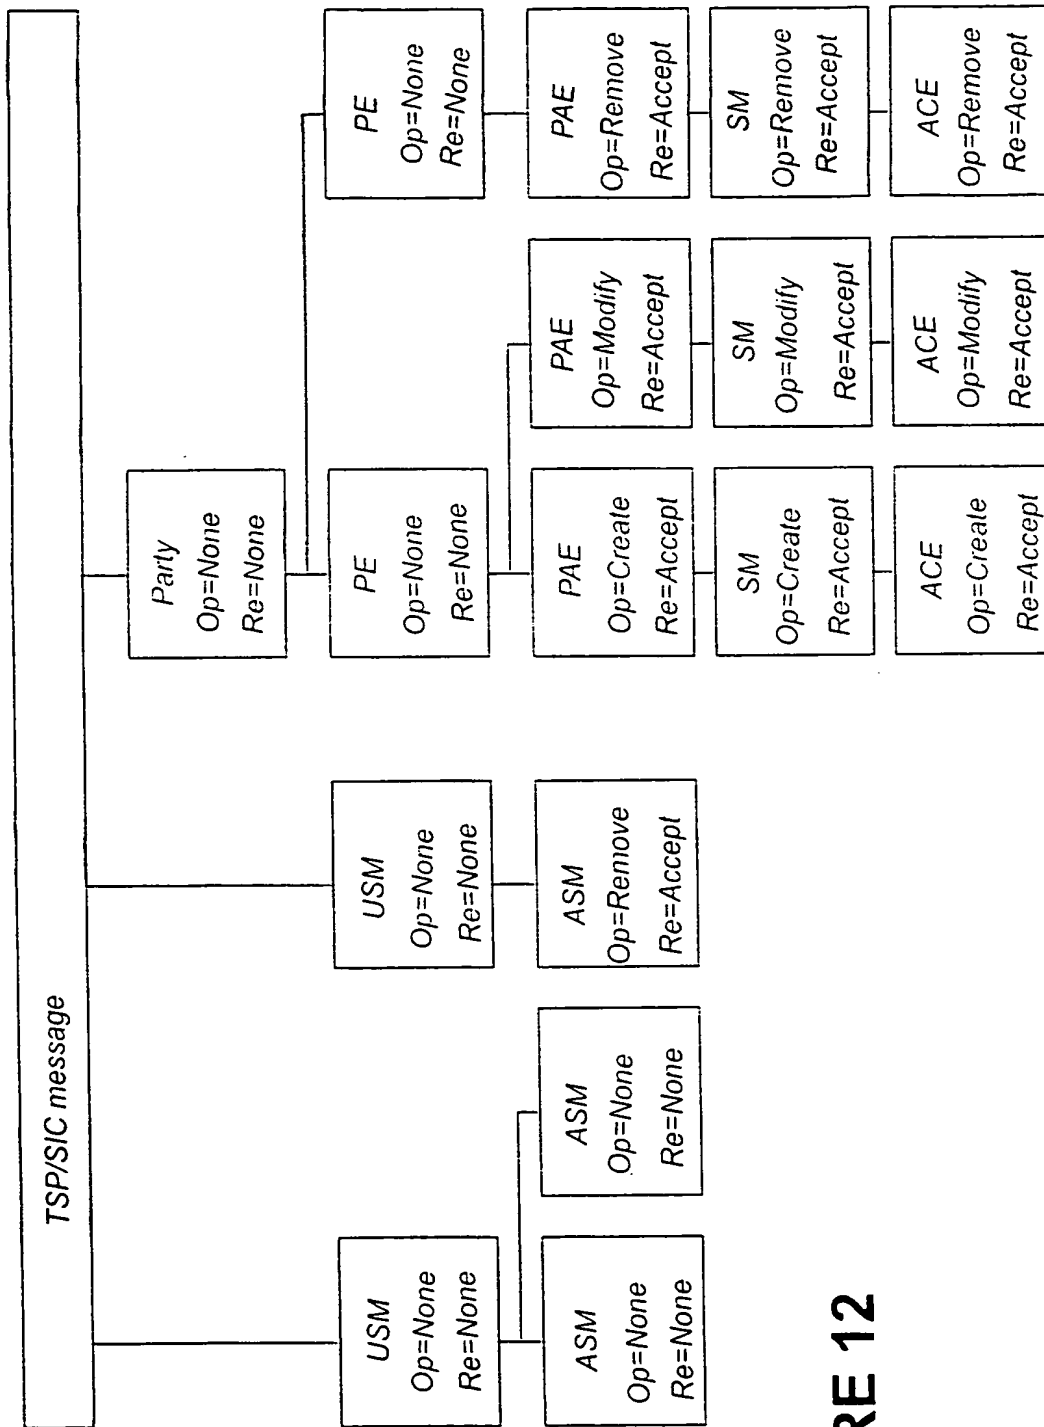 TSP/SIC message
USM
Op=None
Re=None
ASM
Op=None
Re=None
ASM
Op=None
Re=None
USM
Op=None
Re=None
ASM
Op=Remove
Re=Accept
Party
Op=None
Re=None
PE
Op=None
Re=None
PAE
Op=Create
Re=Accept
SM
Op=Create
Re=Accept
ACE
Op=Create
Re=Accept
PAE
Op=Modify
Re=Accept
SM
Op=Modify
Re=Accept
ACE
Op=Modify
Re=Accept
PE
Op=None
Re=None
PAE
Op=Remove
Re=Accept
SM
Op=Remove
Re=Accept
ACE
Op=Remove
Re=Accept
RE 12